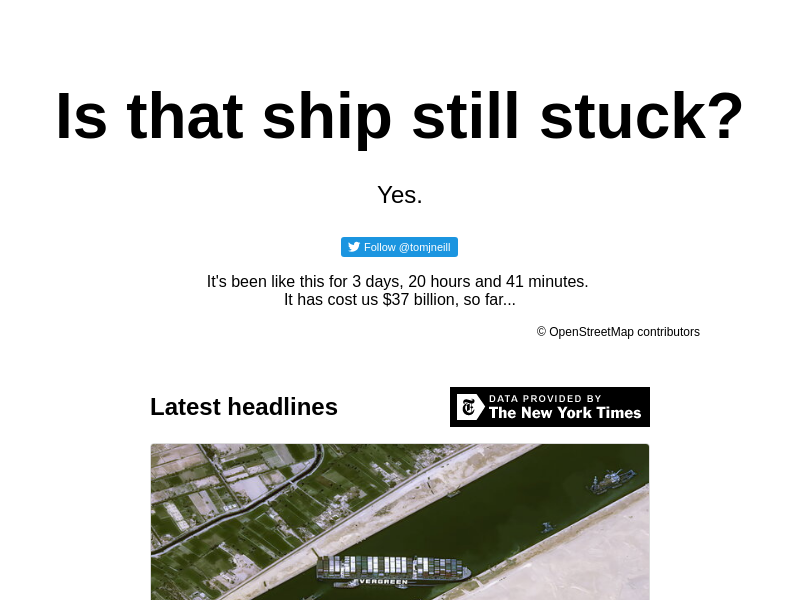 Is that ship still stuck?
Yes.
Follow @tomjneill
It's been like this for 3 days, 20 hours and 41 minutes.
It has cost us $37 billion, so far...
© OpenStreetMap contributors
Latest headlines
DATA PROVIDED BY
The New York Times
EVERGREEN